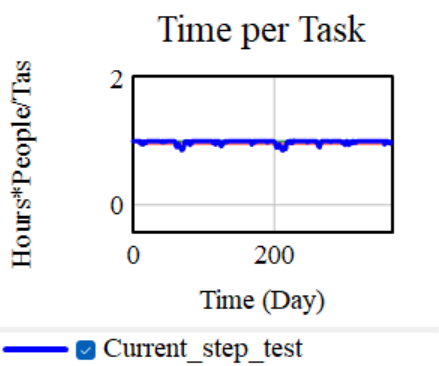 Time per Task
Hours*People/Tas
2
0
0
200
Time (Day)
Current_step_test